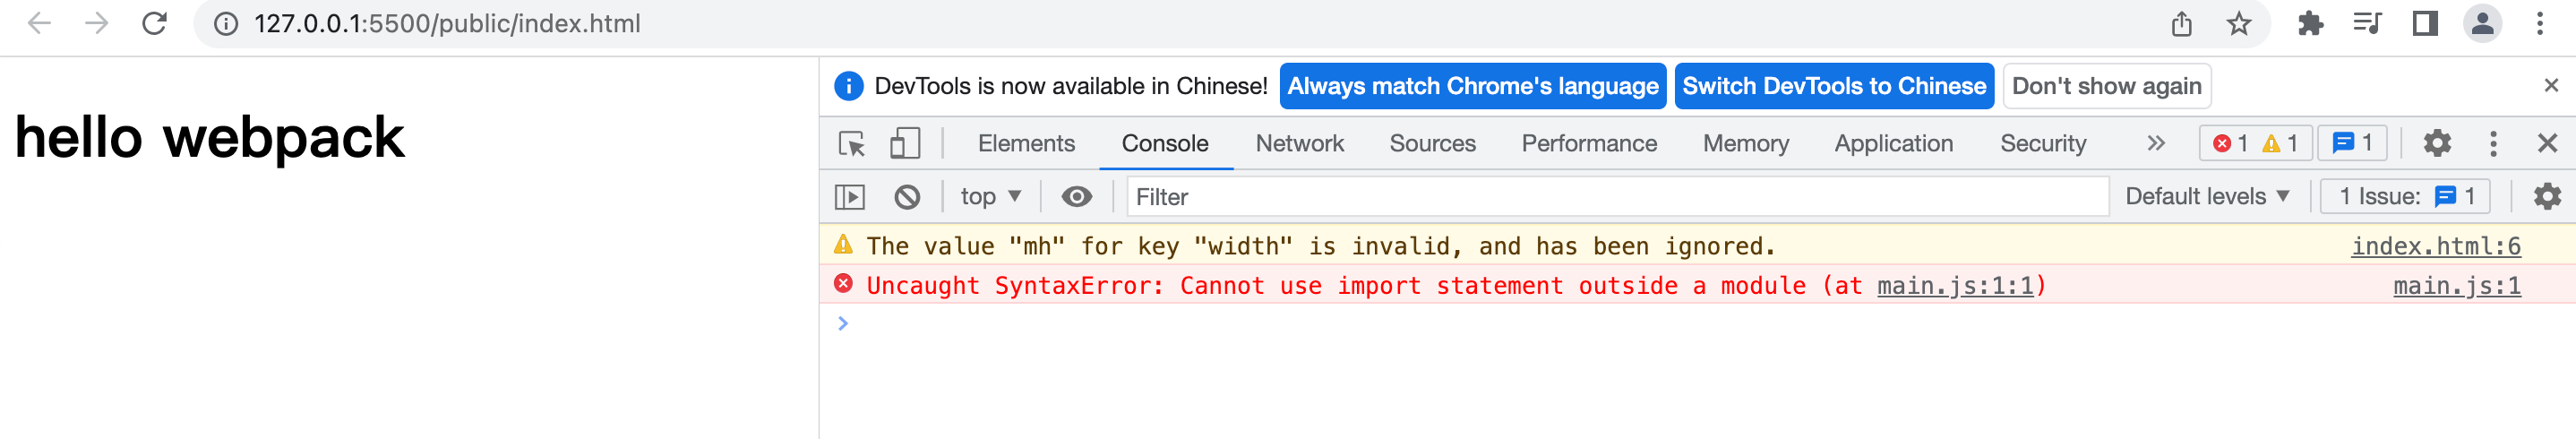 127.0.0.1:5500/public/index.html
hello webpack
DevTools is now available in Chinese! Always match Chrome's language Switch DevTools to Chinese Don't show again
Elements Console Network Sources Performance Memory Application Security 1 1 1
top Filter Default levels 1 Issue: 1
The value "mh" for key "width" is invalid, and has been ignored. index.html:6
Uncaught SyntaxError: Cannot use import statement outside a module (at main.js:1:1) main.js:1